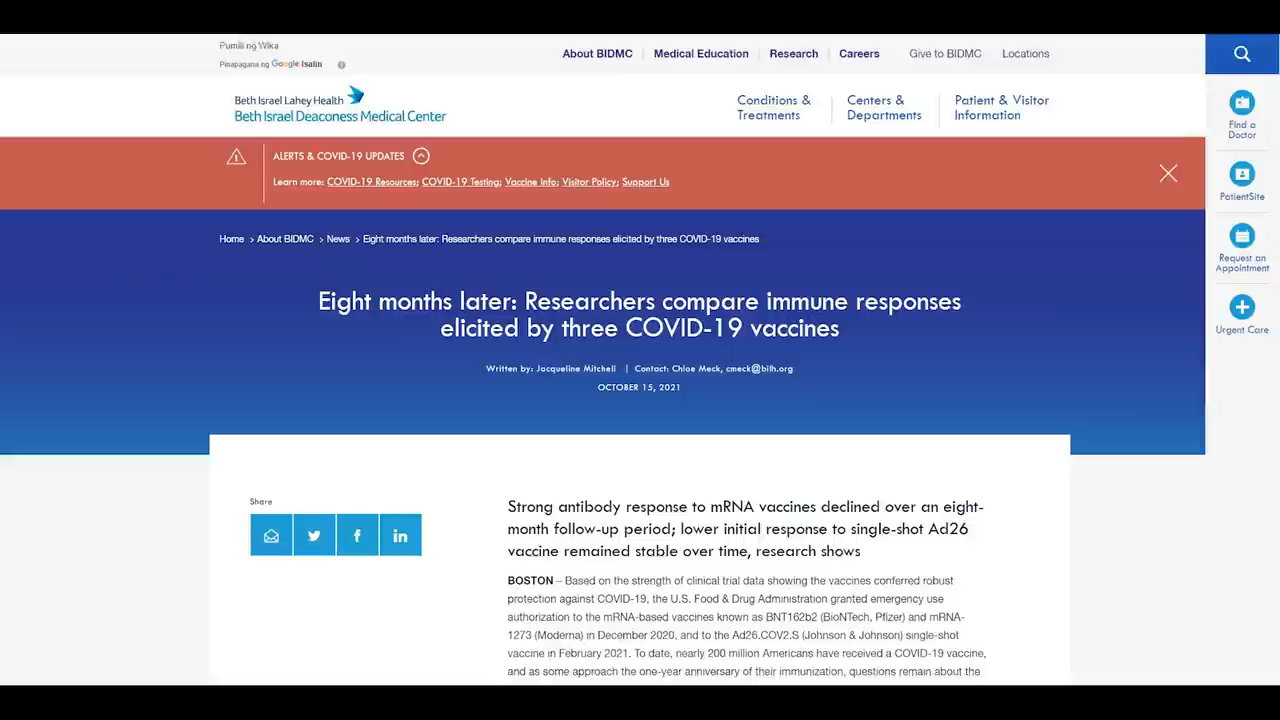 Pumili ng Wika
Pinapagana ng Google Isalin
About BIDMC
Medical Education
Research
Careers
Give to BIDMC
Locations
Beth Israel Lahey Health
Beth Israel Deaconess Medical Center
Conditions &
Treatments
Centers &
Departments
Patient & Visitor
Information
Find a
Doctor
PatientSite
Request an
Appointment
Urgent Care
ALERTS & COVID-19 UPDATES
Learn more: COVID-19 Resources; COVID-19 Testing; Vaccine Info; Visitor Policy; Support Us
Home > About BIDMC > News > Eight months later: Researchers compare immune responses elicited by three COVID-19 vaccines
Eight months later: Researchers compare immune responses
elicited by three COVID-19 vaccines
Written by: Jacqueline Mitchell | Contact: Chloe Meck, cmeck@bilh.org
OCTOBER 15, 2021
Share
Strong antibody response to mRNA vaccines declined over an eight-
month follow-up period; lower initial response to single-shot Ad26
vaccine remained stable over time, research shows
BOSTON – Based on the strength of clinical trial data showing the vaccines conferred robust
protection against COVID-19, the U.S. Food & Drug Administration granted emergency use
authorization to the mRNA-based vaccines known as BNT162b2 (BioNTech, Pfizer) and mRNA-
1273 (Moderna) in December 2020, and to the Ad26.COV2.S (Johnson & Johnson) single-shot
vaccine in February 2021. To date, nearly 200 million Americans have received a COVID-19 vaccine,
and as some approach the one-year anniversary of their immunization, questions remain about the